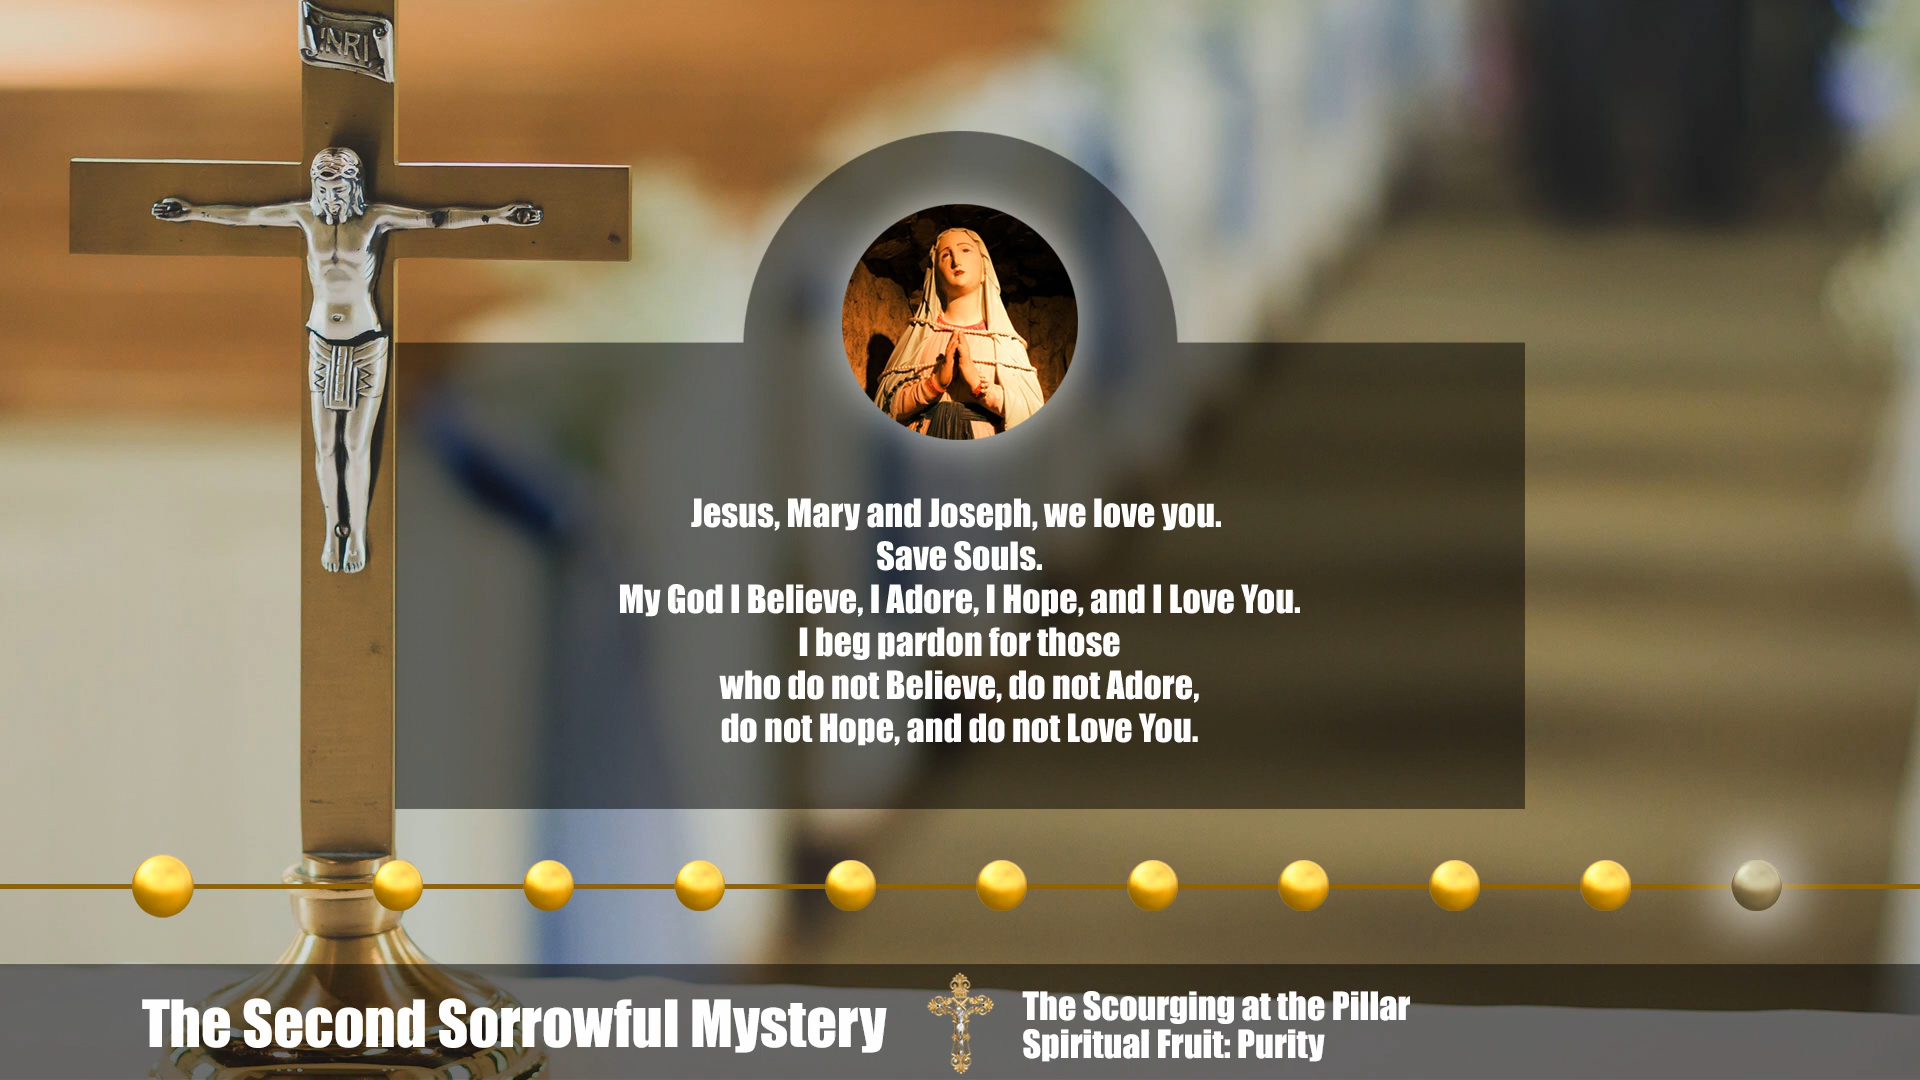 INRI
Jesus, Mary and Joseph, we love you.
Save Souls.
My God I Believe, I Adore, I Hope, and I Love You.
I beg pardon for those
who do not Believe, do not Adore,
do not Hope, and do not Love You.
The Second Sorrowful Mystery
The Scourging at the Pillar
Spiritual Fruit: Purity